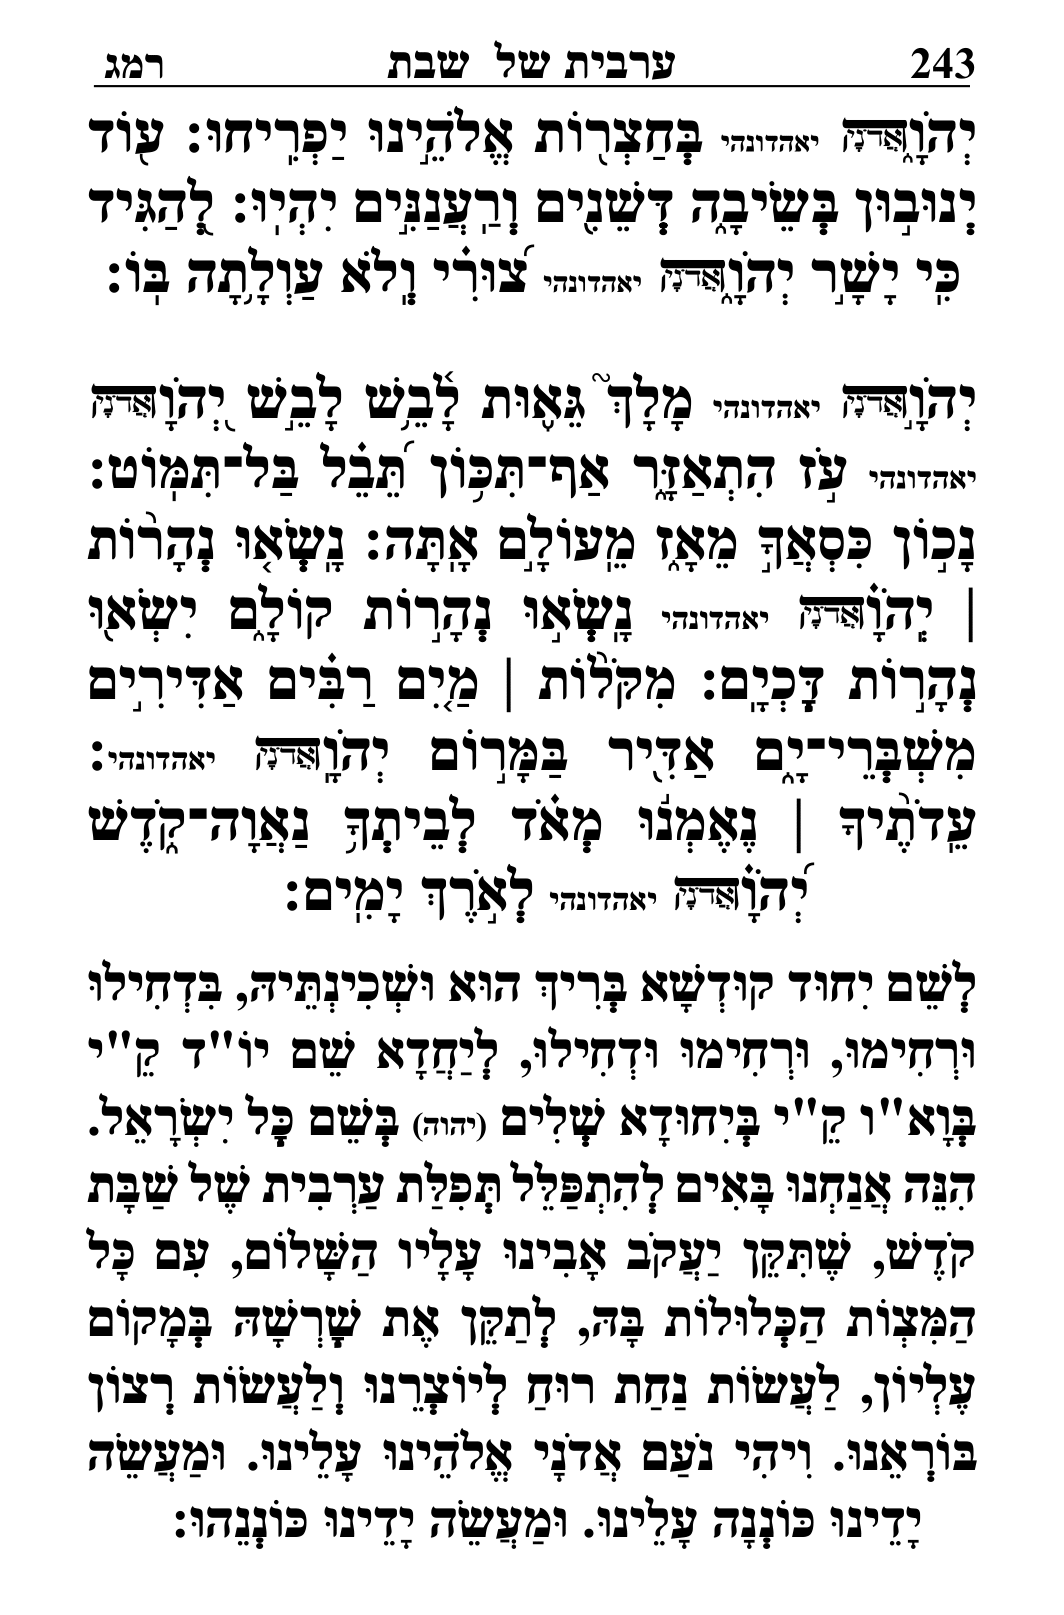 243 ערבית של שבת רמג
יְהֹוָ֑ אֲדֹנָי יאהדונהי בְּחַצְר֖וֹת אֱלֹהֵ֣ינוּ יַפְרִֽיחוּ: ע֭וֹד
יְנוּב֣וּן בְּשֵׂיבָ֑ה דְּשֵׁנִ֖ים וְרַֽעֲנַנִּ֣ים יִהְיֽוּ: לְ֭הַגִּיד
כִּֽי יָשָׁ֣ר יְהֹוָ֑ אֲדֹנָי יאהדונהי צוּרִ֝֗י וְֽלֹא עַוְלָ֥תָה בּֽוֹ:
יְהֹוָ֣ אֲדֹנָי יאהדונהי מָלָךְ֮ גֵּא֢וּת לָ֫בֵ֥שׁ לָבֵ֣שׁ יְ֭הֹוָ אֲדֹנָי
יאהדונהי עֹ֣ז הִתְאַזָּ֑ר אַף־תִּכּ֥וֹן תֵּ֝בֵ֗ל בַּל־תִּמּֽוֹט:
נָכ֣וֹן כִּסְאֲךָ֣ מֵאָ֑ז מֵֽעוֹלָ֣ם אָֽתָּה: נָֽשְׂא֤וּ נְהָר֨וֹת
| יְֽהֹוָ֗ אֲדֹנָי יאהדונהי נָֽשְׂא֣וּ נְהָר֣וֹת קוֹלָ֑ם יִשְׂא֖וּ
נְהָר֣וֹת דָּכְיָֽם: מִקֹּל֨וֹת | מַ֤יִם רַבִּ֗ים אַדִּירִ֣ים
מִשְׁבְּרֵי־יָ֑ם אַדִּ֖יר בַּמָּר֣וֹם יְהֹוָֽ אֲדֹנָי יאהדונהי:
עֵֽדֹתֶ֨יךָ | נֶאֶמְנ֬וּ מְאֹ֗ד לְבֵיתְךָ֥ נַאֲוָה־קֹ֑דֶשׁ
יְ֝הֹוָ֗ אֲדֹנָי יאהדונהי לְאֹ֣רֶךְ יָמִֽים:
לְשֵׁם יִחוּד קוּדְשָׁא בְּרִיךְ הוּא וּשְׁכִינְתֵּיהּ, בִּדְחִילוּ
וּרְחִימוּ, וּרְחִימוּ וּדְחִילוּ, לְיַחֲדָא שֵׁם יוֹ"ד קֵ"י
בְּוָא"ו קֵ"י בְּיִחוּדָא שְׁלִים (יהוה) בְּשֵׁם כָּל יִשְׂרָאֵל.
הִנֵּה אֲנַחְנוּ בָּאִים לְהִתְפַּלֵּל תְּפִלַּת עַרְבִית שֶׁל שַׁבָּת
קֹדֶשׁ, שֶׁתִּקֵּן יַעֲקֹב אָבִינוּ עָלָיו הַשָּׁלוֹם, עִם כָּל
הַמִּצְוֹת הַכְּלוּלוֹת בָּהּ, לְתַקֵּן אֶת שָׁרְשָׁהּ בְּמָקוֹם
עֶלְיוֹן, לַעֲשׂוֹת נַחַת רוּחַ לְיוֹצְרֵנוּ וְלַעֲשׂוֹת רְצוֹן
בּוֹרְאֵנוּ. וִיהִי נֹעַם אֲדֹנָי אֱלֹהֵינוּ עָלֵינוּ. וּמַעֲשֵׂה
יָדֵינוּ כּוֹנְנָה עָלֵינוּ. וּמַעֲשֵׂה יָדֵינוּ כּוֹנְנֵהוּ: